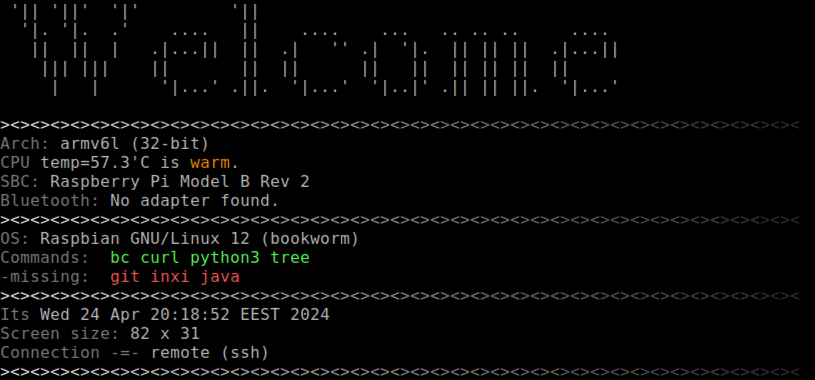 Welcome
><><><><><><><><><><><><><><><><><><><><><><><><><><><><><><><><><><><><><><><><
Arch: armv6l (32-bit)
CPU temp=57.3'C is warm.
SBC: Raspberry Pi Model B Rev 2
Bluetooth: No adapter found.
><><><><><><><><><><><><><><><><><><><><><><><><><><><><><><><><><><><><><><><><
OS: Raspbian GNU/Linux 12 (bookworm)
Commands:  bc curl python3 tree
-missing:  git inxi java
><><><><><><><><><><><><><><><><><><><><><><><><><><><><><><><><><><><><><><><><
Its Wed 24 Apr 20:18:52 EEST 2024
Screen size: 82 x 31
Connection -=- remote (ssh)
><><><><><><><><><><><><><><><><><><><><><><><><><><><><><><><><><><><><><><><><